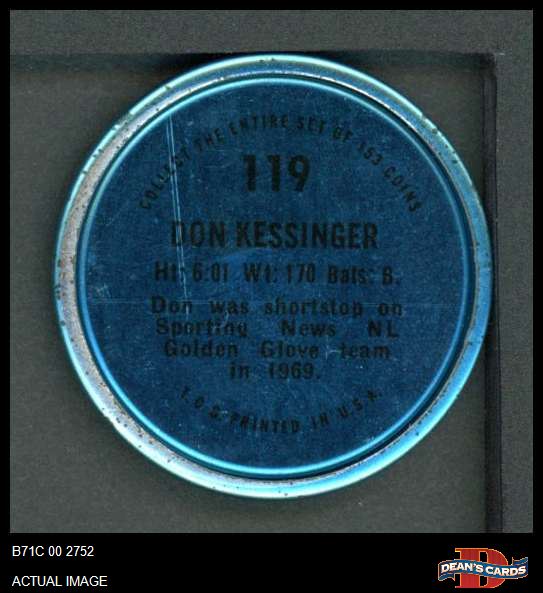 COLLECT THE ENTIRE SET OF 153 COINS
119
DON KESSINGER
Ht: 6:01 Wt: 170 Bats: B.
Don was shortstop on
Sporting News NL
Golden Glove team
in 1969.
T.C.G. PRINTED IN U.S.A.
B71C 00 2752
ACTUAL IMAGE
D
DEAN'S CARDS